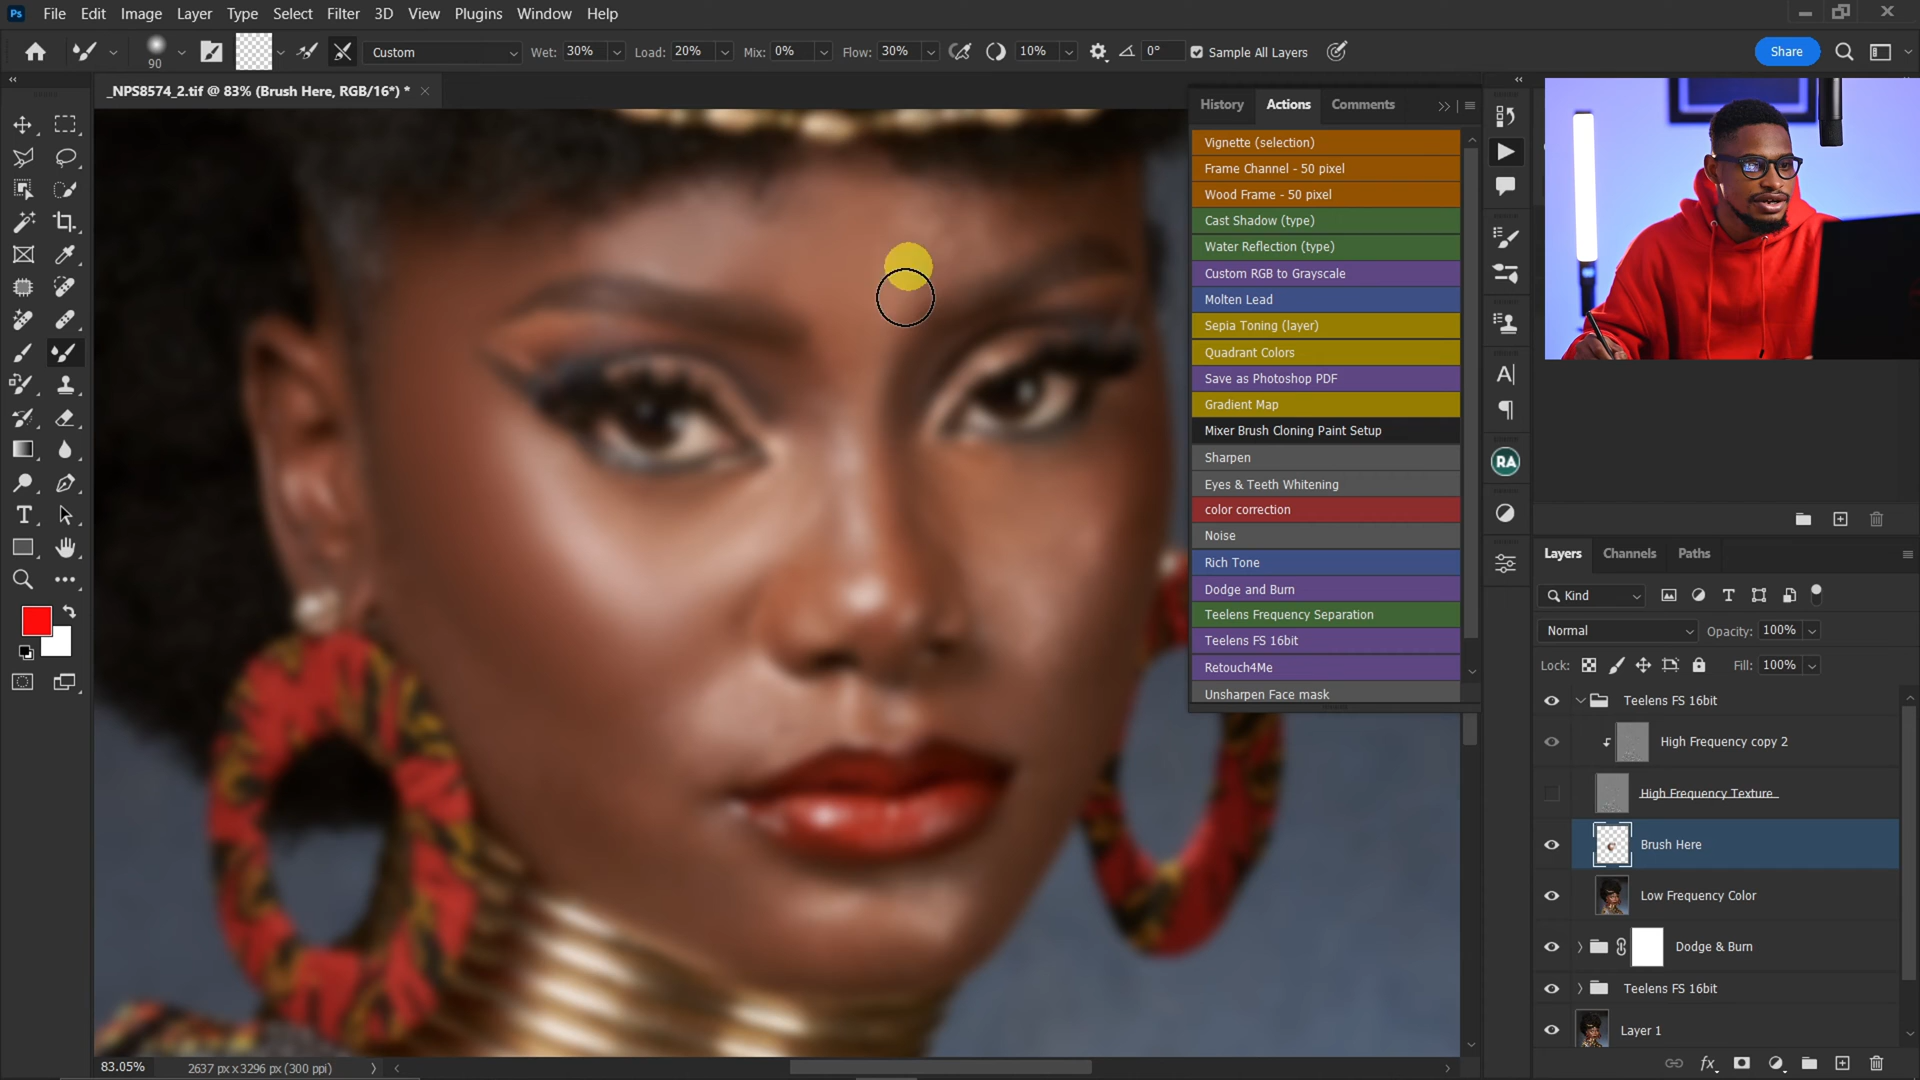 Ps File Edit Image Layer Type Select Filter 3D View Plugins Window Help
90 Custom Wet: 30% Load: 20% Mix: 0% Flow: 30% 10% 0° Sample All Layers Share
_NPS8574_2.tif @ 83% (Brush Here, RGB/16*) *
History Actions Comments
Vignette (selection)
Frame Channel - 50 pixel
Wood Frame - 50 pixel
Cast Shadow (type)
Water Reflection (type)
Custom RGB to Grayscale
Molten Lead
Sepia Toning (layer)
Quadrant Colors
Save as Photoshop PDF
Gradient Map
Mixer Brush Cloning Paint Setup
Sharpen
Eyes & Teeth Whitening
color correction
Noise
Rich Tone
Dodge and Burn
Teelens Frequency Separation
Teelens FS 16bit
Retouch4Me
Unsharpen Face mask
RA
Layers Channels Paths
Kind
Normal Opacity: 100%
Lock: Fill: 100%
Teelens FS 16bit
High Frequency copy 2
High Frequency Texture
Brush Here
Low Frequency Color
Dodge & Burn
Teelens FS 16bit
Layer 1
fx
83.05% 2637 px x 3296 px (300 ppi)